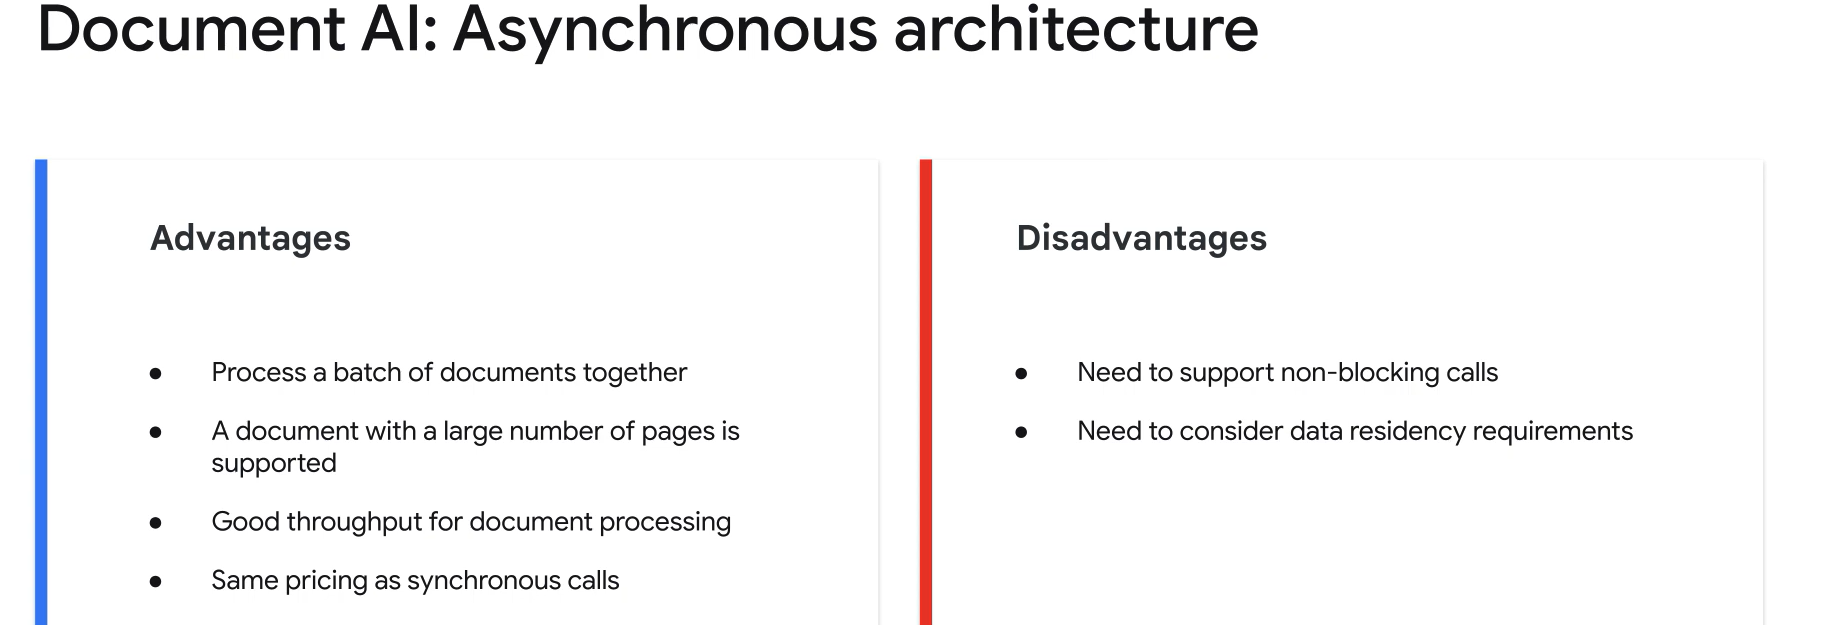 Document AI: Asynchronous architecture
Advantages
● Process a batch of documents together
● A document with a large number of pages is
supported
● Good throughput for document processing
● Same pricing as synchronous calls
Disadvantages
● Need to support non-blocking calls
● Need to consider data residency requirements